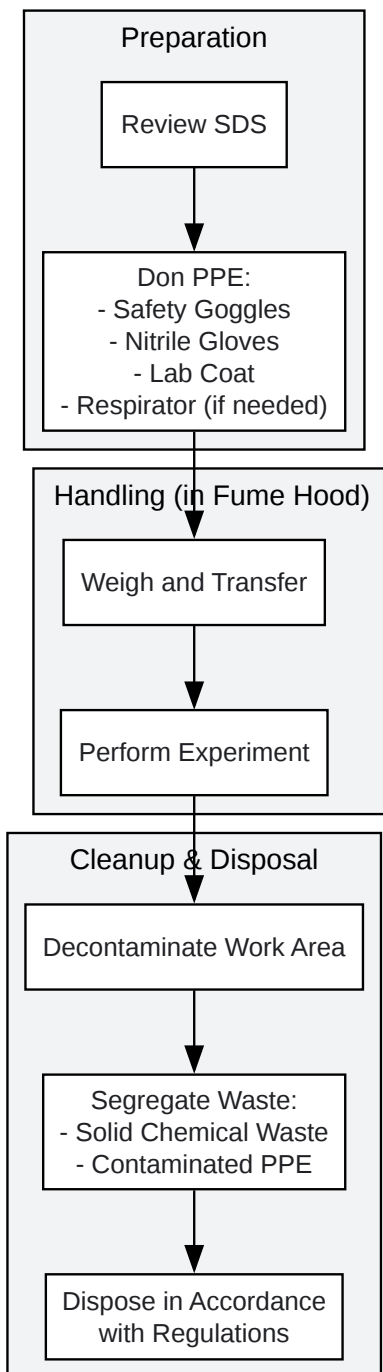 Preparation
Review SDS
Don PPE:
- Safety Goggles
- Nitrile Gloves
- Lab Coat
- Respirator (if needed)
Handling (in Fume Hood)
Weigh and Transfer
Perform Experiment
Cleanup & Disposal
Decontaminate Work Area
Segregate Waste:
- Solid Chemical Waste
- Contaminated PPE
Dispose in Accordance
with Regulations